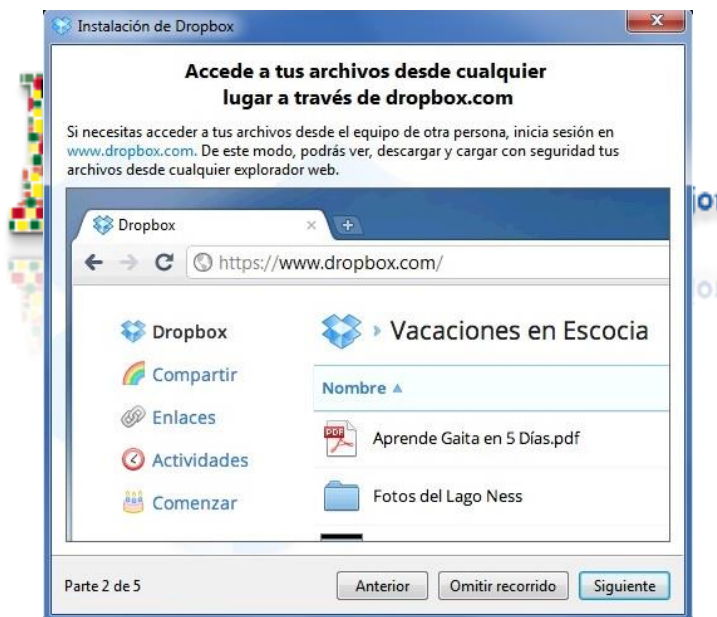 Instalación de Dropbox
Accede a tus archivos desde cualquier
lugar a través de dropbox.com
Si necesitas acceder a tus archivos desde el equipo de otra persona, inicia sesión en
www.dropbox.com. De este modo, podrás ver, descargar y cargar con seguridad tus
archivos desde cualquier explorador web.
Dropbox
https://www.dropbox.com/
Dropbox
Compartir
Enlaces
Actividades
Comenzar
Vacaciones en Escocia
Nombre
PDF
Aprende Gaita en 5 Días.pdf
Fotos del Lago Ness
Parte 2 de 5
Anterior
Omitir recorrido
Siguiente